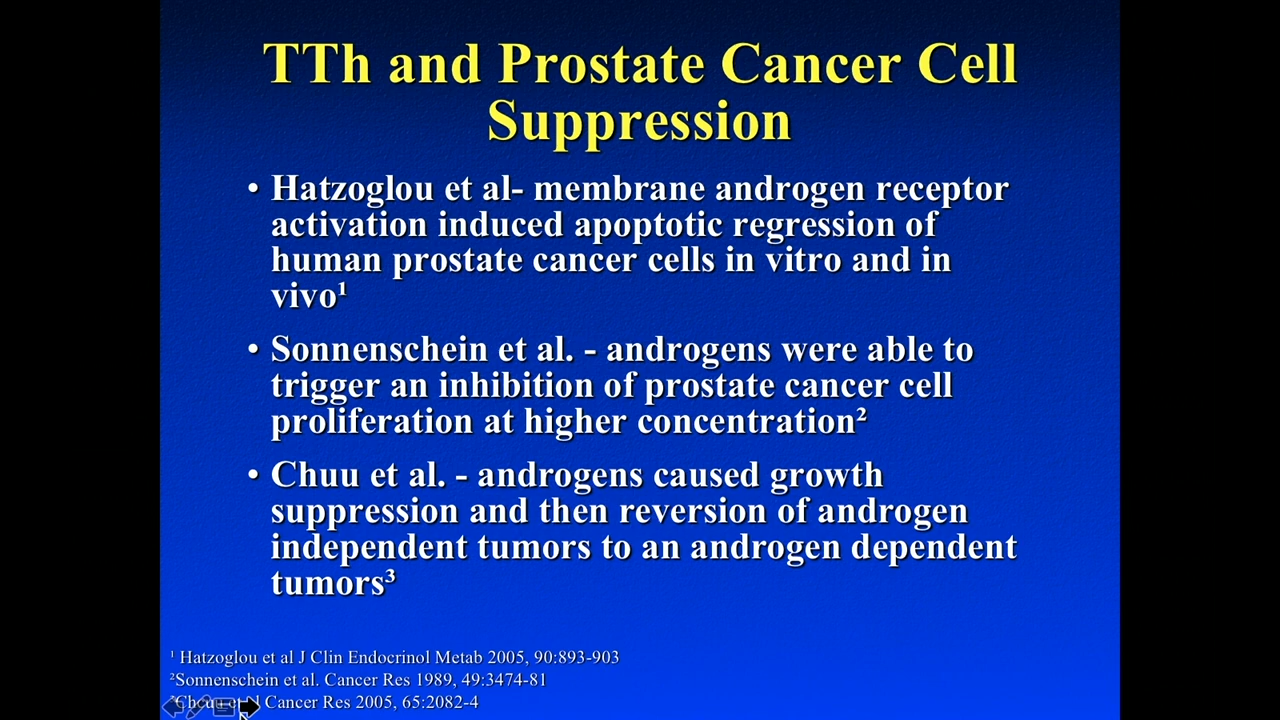 TTh and Prostate Cancer Cell
Suppression
• Hatzoglou et al- membrane androgen receptor
activation induced apoptotic regression of
human prostate cancer cells in vitro and in
vivo¹
• Sonnenschein et al. - androgens were able to
trigger an inhibition of prostate cancer cell
proliferation at higher concentration²
• Chuu et al. - androgens caused growth
suppression and then reversion of androgen
independent tumors to an androgen dependent
tumors³
¹ Hatzoglou et al J Clin Endocrinol Metab 2005, 90:893-903
²Sonnenschein et al. Cancer Res 1989, 49:3474-81
Cancer Res 2005, 65:2082-4